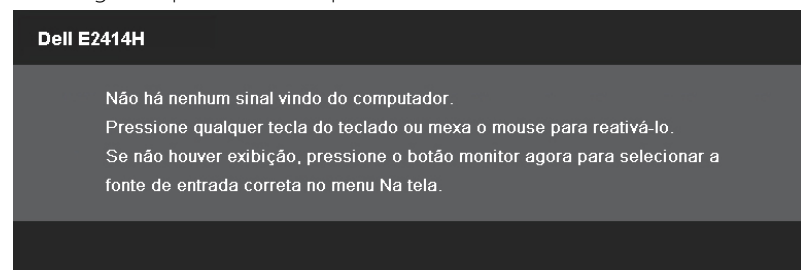 Dell E2414H
Não há nenhum sinal vindo do computador.
Pressione qualquer tecla do teclado ou mexa o mouse para reativá-lo.
Se não houver exibição, pressione o botão monitor agora para selecionar a
fonte de entrada correta no menu Na tela.